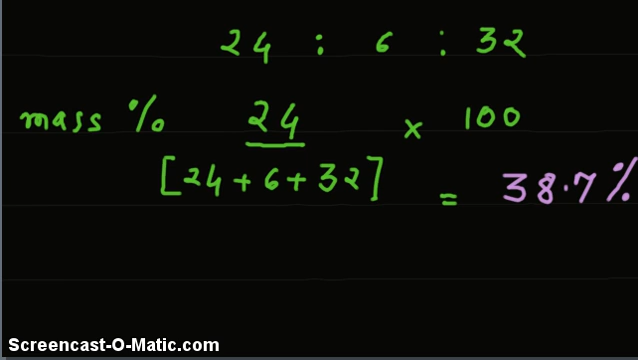 24 : 6 : 32
mass % 24 × 100
[24+6+32] = 38.7%
Screencast-O-Matic.com